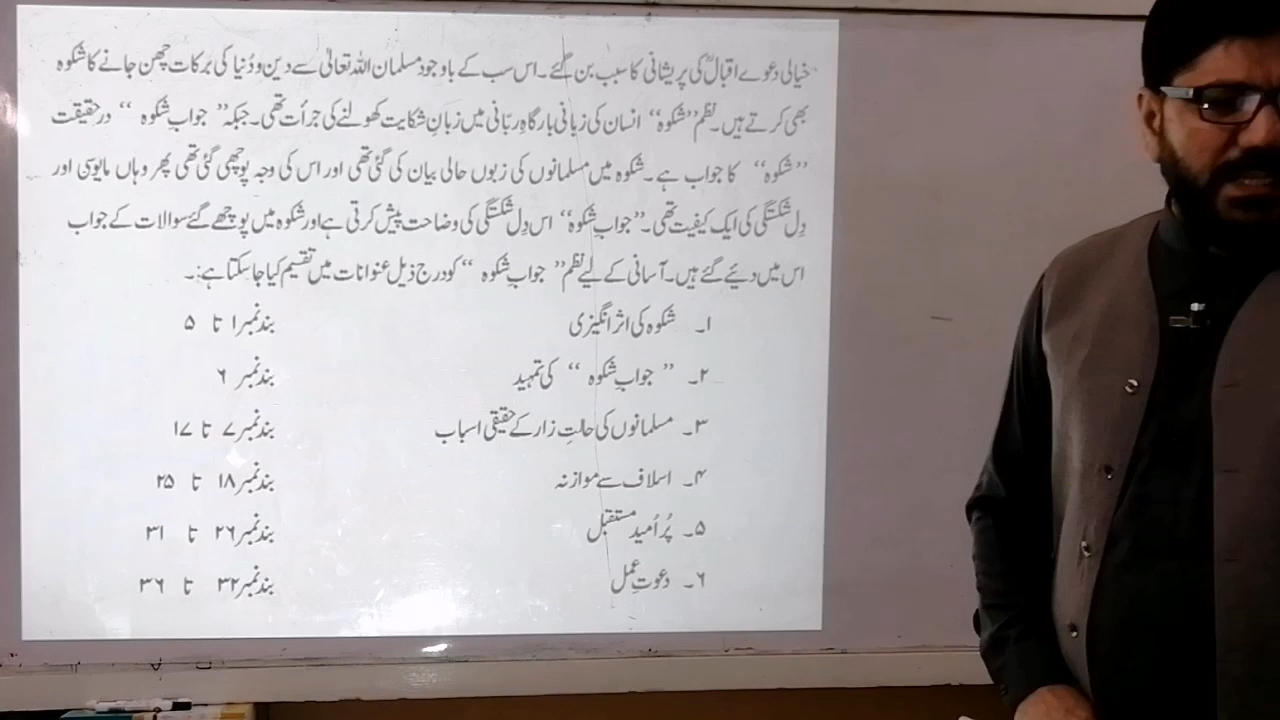 خیالی دعوے اقبالؒ کی پریشانی کا سبب بن گئے۔ اس سب کے باوجود مسلمان اللہ تعالیٰ سے دین و دُنیا کی برکات چھن جانے کا شکوہ
بھی کرتے ہیں۔ نظم ’’شکوہ‘‘ انسان کی زبانی بارگاہِ ربّانی میں زبانِ شکایت کھولنے کی جرأت تھی۔ جبکہ ’’جوابِ شکوہ‘‘ درحقیقت
’’شکوہ‘‘ کا جواب ہے۔ شکوہ میں مسلمانوں کی زبوں حالی بیان کی گئی تھی اور اس کی وجہ پوچھی گئی تھی پھر وہاں مایوسی اور
دِل شکستگی کی ایک کیفیت تھی۔ ’’جوابِ شکوہ‘‘ اس دِل شکستگی کی وضاحت پیش کرتی ہے اور شکوہ میں پوچھے گئے سوالات کے جواب
اس میں دئیے گئے ہیں۔ آسانی کے لیے نظم ’’جوابِ شکوہ‘‘ کو درج ذیل عنوانات میں تقسیم کیا جا سکتا ہے:۔
۱۔ شکوہ کی اثر انگیزی بند نمبر ۱ تا ۵
۲۔ ’’جوابِ شکوہ‘‘ کی تمہید بند نمبر ۶
۳۔ مسلمانوں کی حالتِ زار کے حقیقی اسباب بند نمبر ۷ تا ۱۷
۴۔ اسلاف سے موازنہ بند نمبر ۱۸ تا ۲۵
۵۔ پُر اُمید مستقبل بند نمبر ۲۶ تا ۳۱
۶۔ دعوتِ عمل بند نمبر ۳۲ تا ۳۶